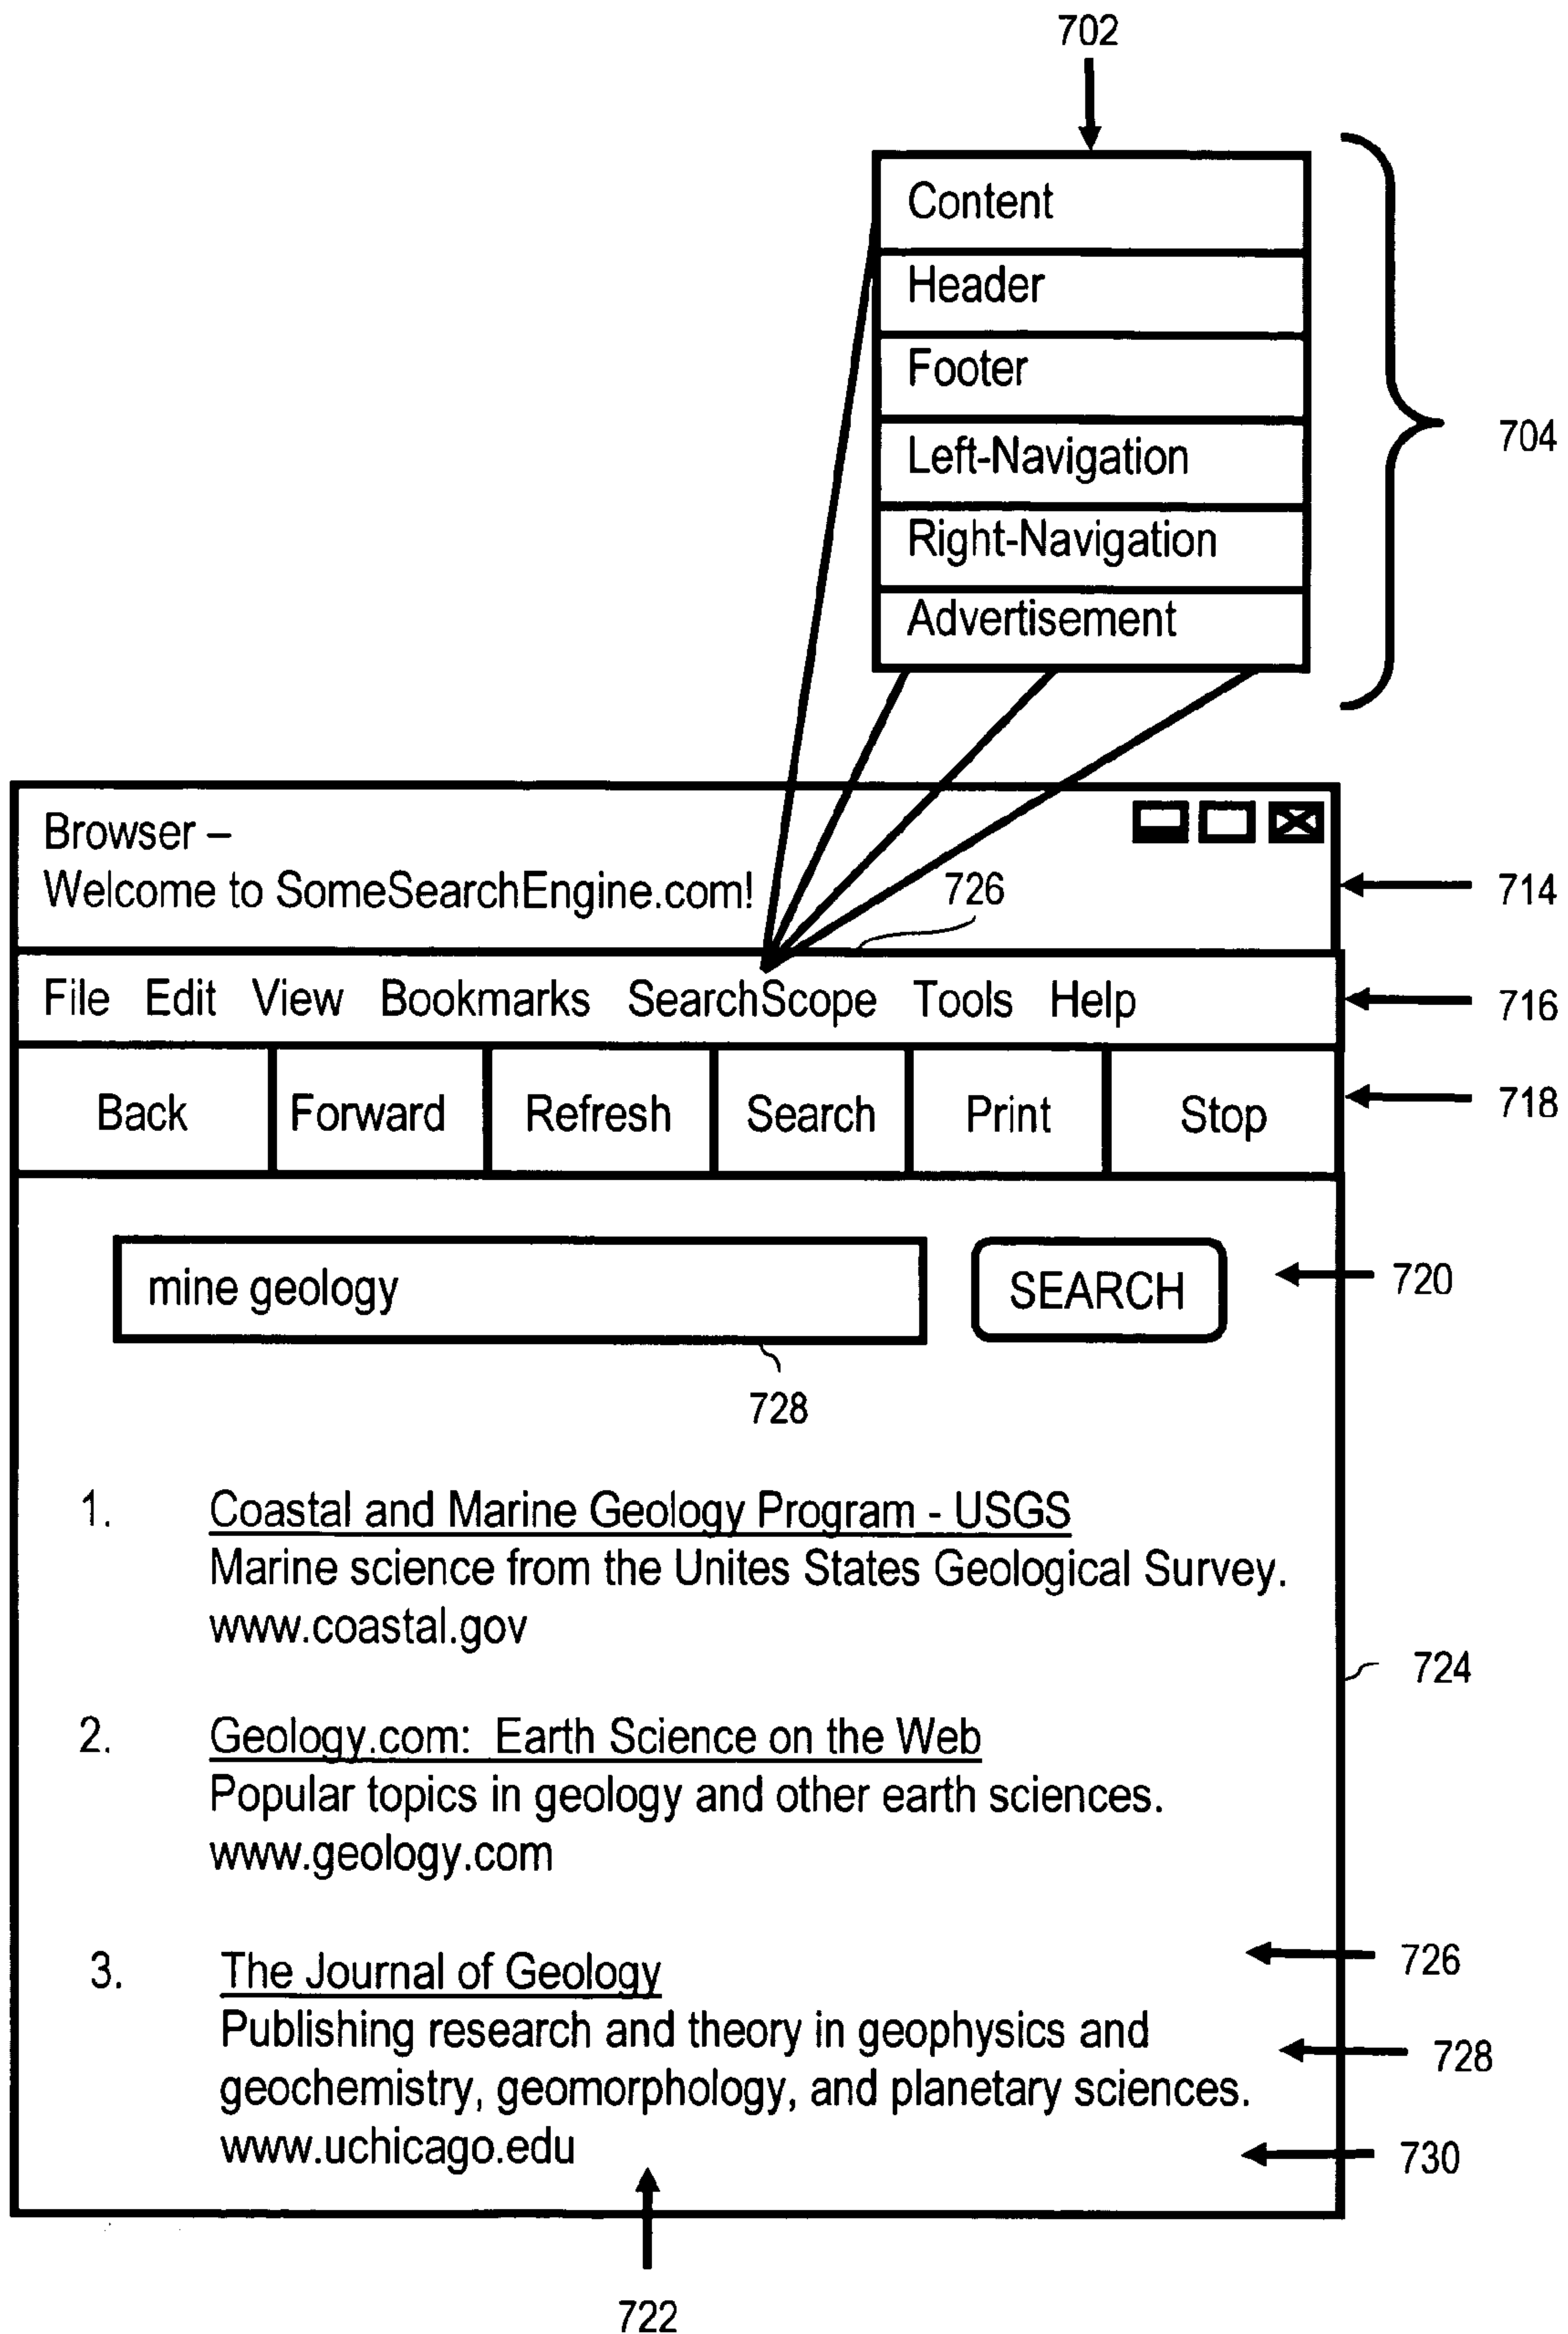 702
Content
Header
Footer
Left-Navigation
Right-Navigation
Advertisement
704
Browser –
Welcome to SomeSearchEngine.com!
726
714
File Edit View Bookmarks SearchScope Tools Help
716
Back Forward Refresh Search Print Stop
718
mine geology SEARCH
720
728
1. Coastal and Marine Geology Program - USGS
Marine science from the Unites States Geological Survey.
www.coastal.gov
724
2. Geology.com: Earth Science on the Web
Popular topics in geology and other earth sciences.
www.geology.com
3. The Journal of Geology
726
Publishing research and theory in geophysics and
728
geochemistry, geomorphology, and planetary sciences.
www.uchicago.edu
730
722